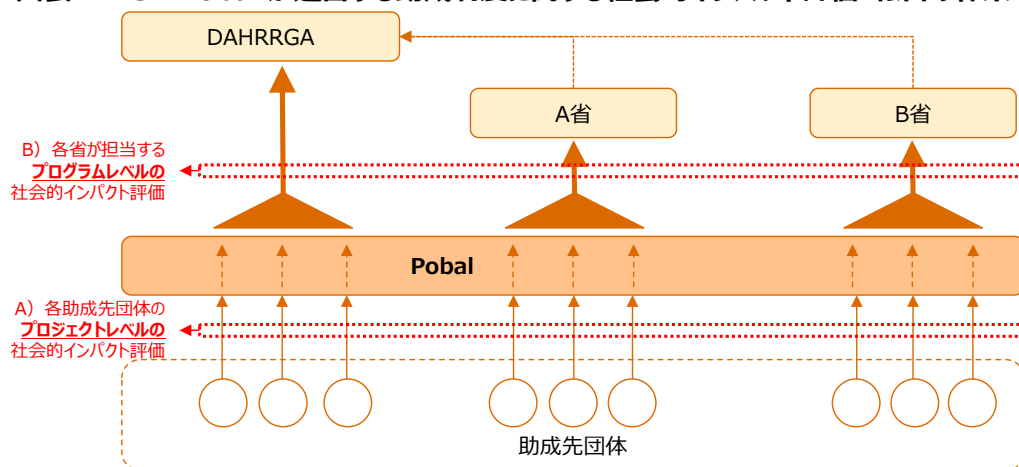 DAHRRGA
A省
B省
B）各省が担当する
プログラムレベルの
社会的インパクト評価
Pobal
A）各助成先団体の
プロジェクトレベルの
社会的インパクト評価
助成先団体